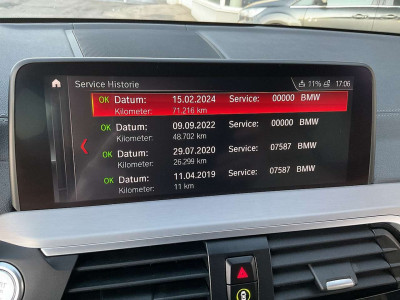 Service Historie 11% 17:06
OK Datum: 15.02.2024 Service: 00000 BMW
Kilometer: 71.216 km
OK Datum: 09.09.2022 Service: 00000 BMW
Kilometer: 48.702 km
OK Datum: 29.07.2020 Service: 07587 BMW
Kilometer: 26.299 km
OK Datum: 11.04.2019 Service: 07587 BMW
Kilometer: 11 km